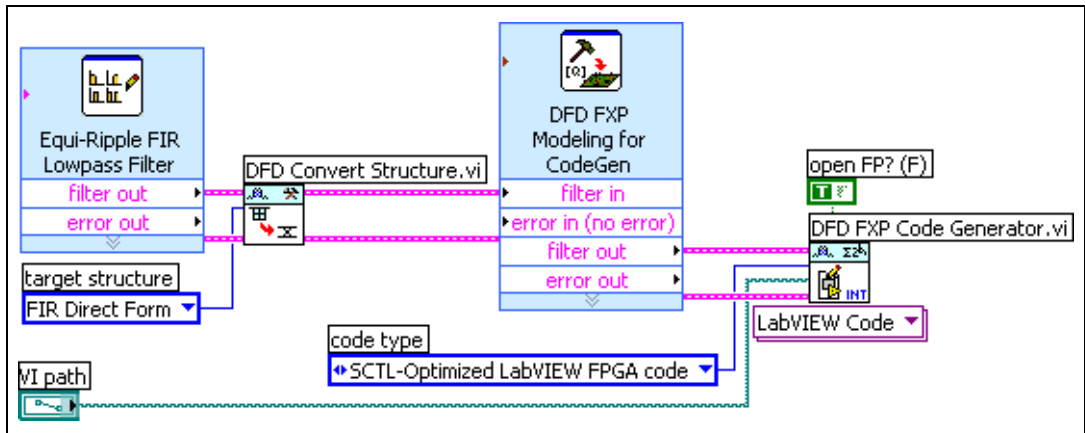 Equi-Ripple FIR
Lowpass Filter
filter out
error out
DFD Convert Structure.vi
target structure
FIR Direct Form
VI path
[Q]
DFD FXP
Modeling for
CodeGen
filter in
error in (no error)
filter out
error out
code type
SCTL-Optimized LabVIEW FPGA code
open FP? (F)
T
DFD FXP Code Generator.vi
INT
LabVIEW Code